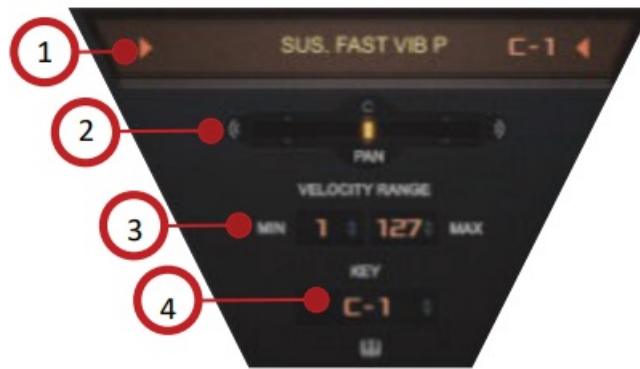 1 SUS. FAST VIB P C-1
C
2
PAN
VELOCITY RANGE
3 MIN 1 127 MAX
KEY
4 C-1